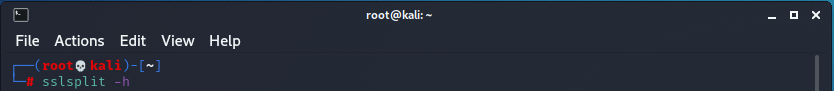 root@kali: ~
File Actions Edit View Help
┌──(root💀kali)-[~]
└─# sslsplit -h